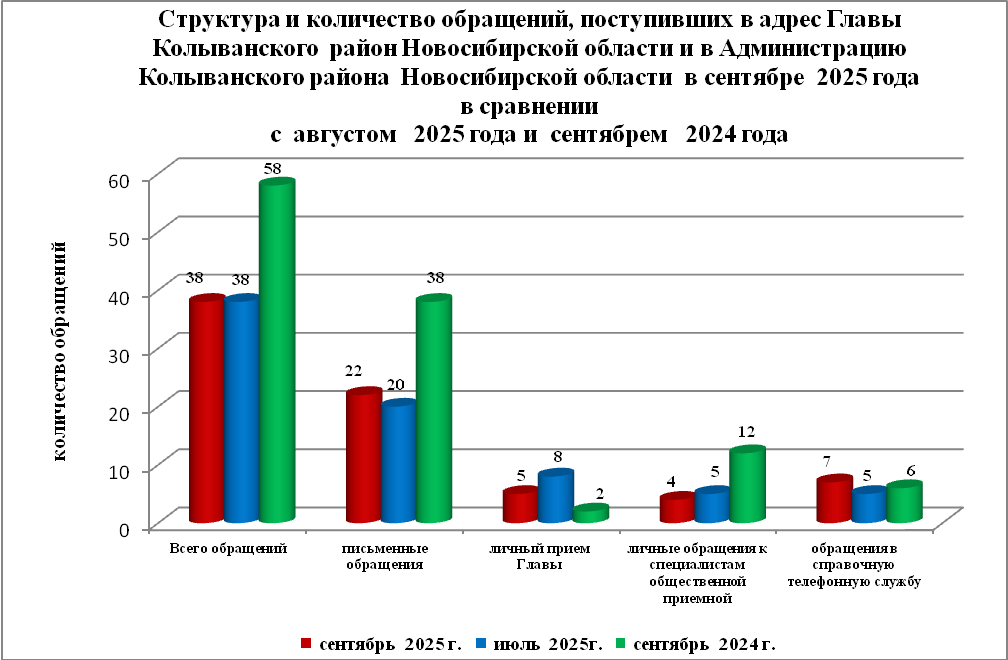 Структура и количество обращений, поступивших в адрес Главы
Колыванского район Новосибирской области и в Администрацию
Колыванского района Новосибирской области в сентябре 2025 года
в сравнении
с августом 2025 года и сентябрем 2024 года
количество обращений
60
50
40
30
20
10
0
38
38
58
22
20
38
5
8
2
4
5
12
7
5
6
Всего обращений
письменные
обращения
личный прием
Главы
личные обращения к
специалистам
общественной
приемной
обращения в
справочную
телефонную службу
сентябрь 2025 г.
июль 2025г.
сентябрь 2024 г.